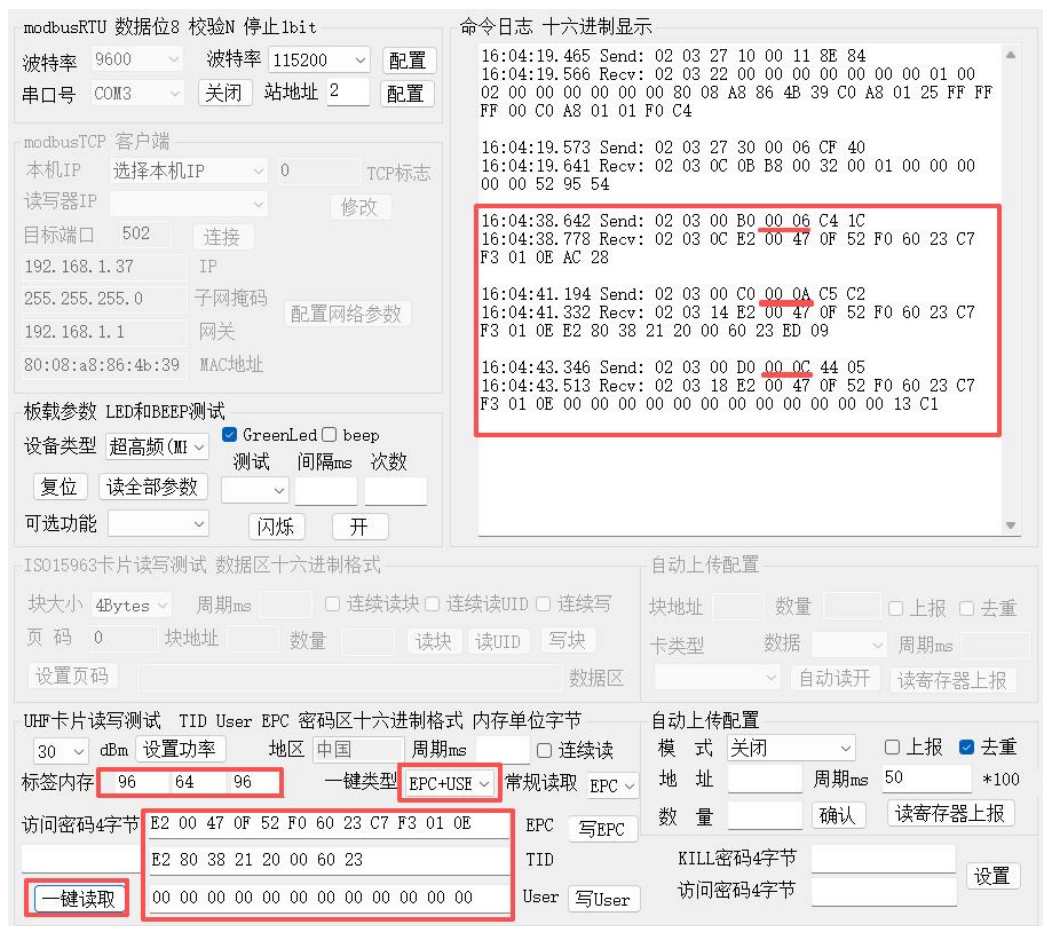 modbusRTU 数据位8 校验N 停止1bit
波特率 9600 波特率 115200 配置
串口号 COM3 关闭 站地址 2 配置
modbusTCP 客户端
本机IP 选择本机IP 0 TCP标志
读写器IP 修改
目标端口 502 连接
192.168.1.37 IP
255.255.255.0 子网掩码 配置网络参数
192.168.1.1 网关
80:08:a8:86:4b:39 MAC地址
板载参数 LED和BEEP测试
设备类型 超高频(MI GreenLed beep
测试 间隔ms 次数
复位 读全部参数
可选功能 闪烁 开
命令日志 十六进制显示
16:04:19.465 Send: 02 03 27 10 00 11 8E 84
16:04:19.566 Recv: 02 03 22 00 00 00 00 00 00 00 01 00
02 00 00 00 00 00 00 80 08 A8 86 4B 39 C0 A8 01 25 FF FF
FF 00 C0 A8 01 01 F0 C4
16:04:19.573 Send: 02 03 27 30 00 06 CF 40
16:04:19.641 Recv: 02 03 0C 0B B8 00 32 00 01 00 00 00
00 00 52 95 54
16:04:38.642 Send: 02 03 00 B0 00 06 C4 1C
16:04:38.778 Recv: 02 03 0C E2 00 47 0F 52 F0 60 23 C7
F3 01 0E AC 28
16:04:41.194 Send: 02 03 00 C0 00 0A C5 C2
16:04:41.332 Recv: 02 03 14 E2 00 47 0F 52 F0 60 23 C7
F3 01 0E E2 80 38 21 20 00 60 23 ED 09
16:04:43.346 Send: 02 03 00 D0 00 0C 44 05
16:04:43.513 Recv: 02 03 18 E2 00 47 0F 52 F0 60 23 C7
F3 01 0E 00 00 00 00 00 00 00 00 00 00 00 00 13 C1
ISO15963卡片读写测试 数据区十六进制格式
块大小 4Bytes 周期ms 连续读块 连续读UID 连续写
页 码 0 块地址 数量 读块 读UID 写块
设置页码 数据区
自动上传配置
块地址 数量 上报 去重
卡类型 数据 周期ms
自动读开 读寄存器上报
UHF卡片读写测试 TID User EPC 密码区十六进制格式 内存单位字节
30 dBm 设置功率 地区 中国 周期ms 连续读
标签内存 96 64 96 一键类型 EPC+USE 常规读取 EPC
访问密码4字节 E2 00 47 0F 52 F0 60 23 C7 F3 01 0E EPC 写EPC
E2 80 38 21 20 00 60 23 TID
一键读取 00 00 00 00 00 00 00 00 00 00 00 00 User 写User
自动上传配置
模 式 关闭 上报 去重
地 址 周期ms 50 *100
数 量 确认 读寄存器上报
KILL密码4字节
访问密码4字节 设置